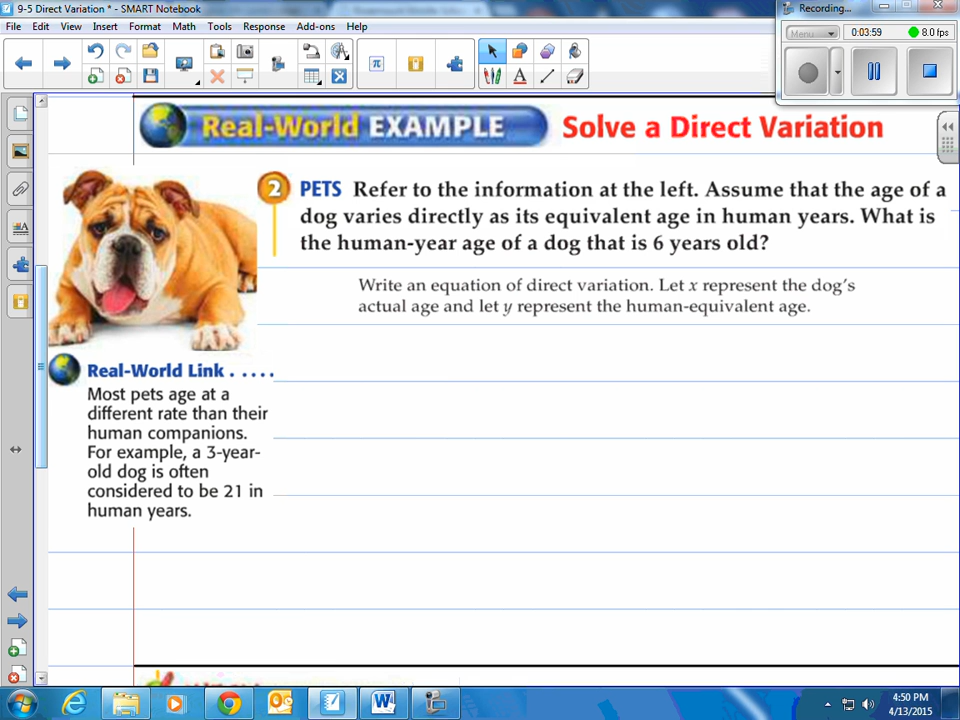 9-5 Direct Variation * - SMART Notebook
Recording...
File Edit View Insert Format Math Tools Response Add-ons Help
Menu 0:03:59 8.0 fps
Real-World EXAMPLE Solve a Direct Variation
2 PETS Refer to the information at the left. Assume that the age of a
dog varies directly as its equivalent age in human years. What is
the human-year age of a dog that is 6 years old?
Write an equation of direct variation. Let x represent the dog's
actual age and let y represent the human-equivalent age.
Real-World Link . . . . .
Most pets age at a
different rate than their
human companions.
For example, a 3-year-
old dog is often
considered to be 21 in
human years.
4:50 PM
4/13/2015